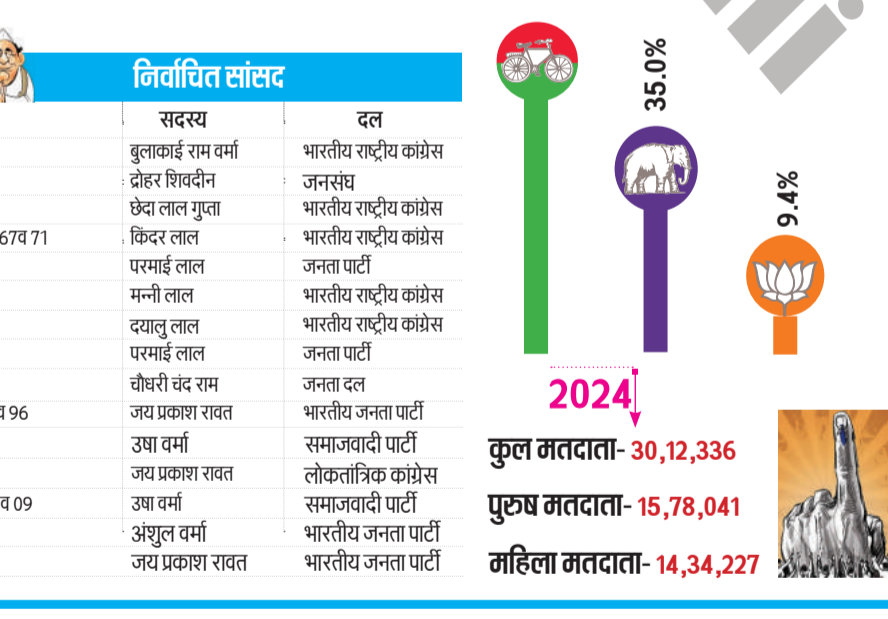 निर्वाचित सांसद
सदस्य दल
बुलाकाई राम वर्मा भारतीय राष्ट्रीय कांग्रेस
द्रोहर शिवदीन जनसंघ
छेदा लाल गुप्ता भारतीय राष्ट्रीय कांग्रेस
67व 71 किंदर लाल भारतीय राष्ट्रीय कांग्रेस
परमाई लाल जनता पार्टी
मन्नी लाल भारतीय राष्ट्रीय कांग्रेस
दयालु लाल भारतीय राष्ट्रीय कांग्रेस
परमाई लाल जनता पार्टी
चौधरी चंद राम जनता दल
व 96 जय प्रकाश रावत भारतीय जनता पार्टी
उषा वर्मा समाजवादी पार्टी
जय प्रकाश रावत लोकतांत्रिक कांग्रेस
व 09 उषा वर्मा समाजवादी पार्टी
अंशुल वर्मा भारतीय जनता पार्टी
जय प्रकाश रावत भारतीय जनता पार्टी
35.0%
9.4%
2024
कुल मतदाता- 30,12,336
पुरुष मतदाता- 15,78,041
महिला मतदाता- 14,34,227